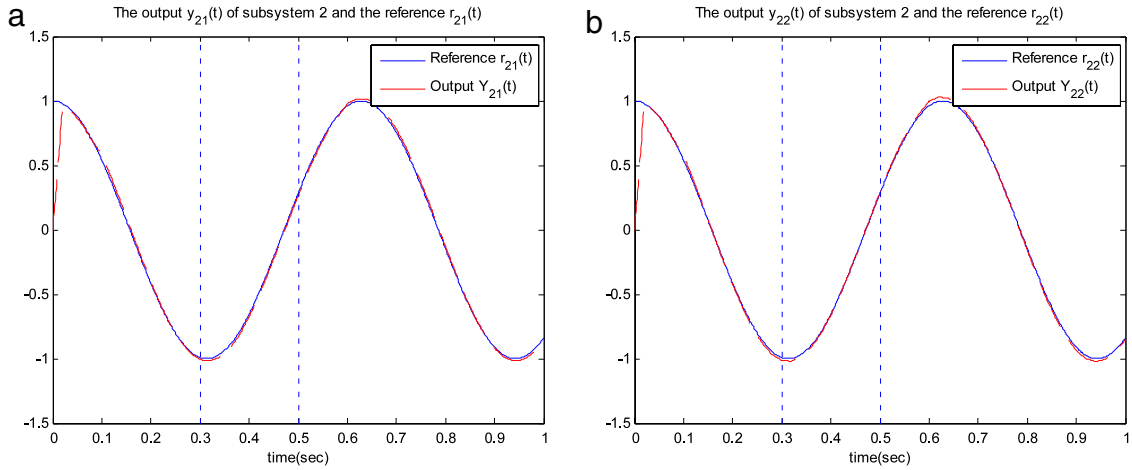 a
The output y21(t) of subsystem 2 and the reference r21(t)
1.5
1
0.5
0
-0.5
-1
-1.5
0 0.1 0.2 0.3 0.4 0.5 0.6 0.7 0.8 0.9 1
time(sec)
Reference r21(t)
Output Y21(t)
b
The output y22(t) of subsystem 2 and the reference r22(t)
1.5
1
0.5
0
-0.5
-1
-1.5
0 0.1 0.2 0.3 0.4 0.5 0.6 0.7 0.8 0.9 1
time(sec)
Reference r22(t)
Output Y22(t)